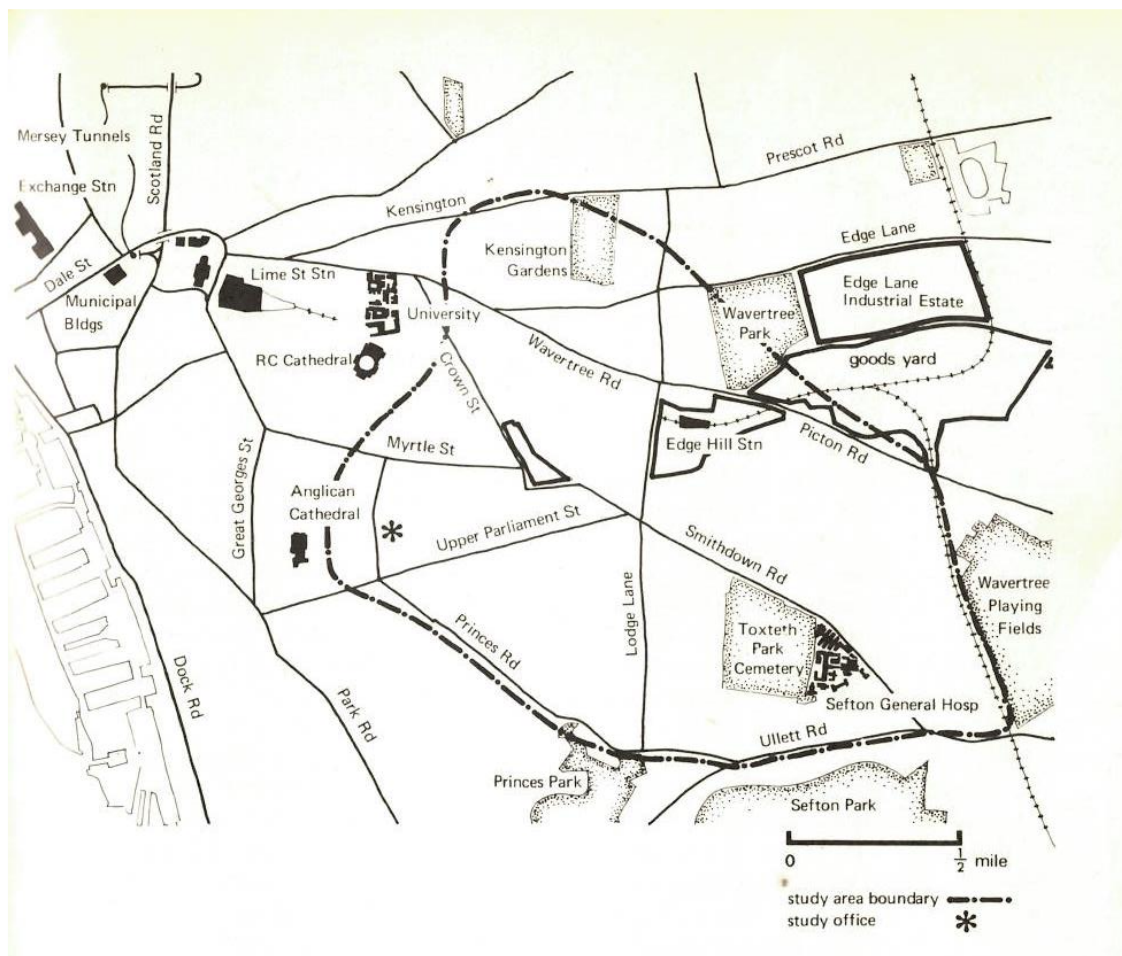 Mersey Tunnels
Scotland Rd
Exchange Stn
Dale St
Municipal
Bldgs
Lime St Stn
Kensington
Prescot Rd
Kensington
Gardens
Edge Lane
Edge Lane
Industrial Estate
University
Wavertree
Park
RC Cathedral
Crown St
Wavertree Rd
goods yard
Myrtle St
Edge Hill Stn
Picton Rd
Great Georges St
Anglican
Cathedral
Upper Parliament St
Smithdown Rd
Wavertree
Playing
Fields
Lodge Lane
Toxteth
Park
Cemetery
Princes Rd
Dock Rd
Park Rd
Sefton General Hosp
Ullett Rd
Princes Park
Sefton Park
0 1/2 mile
study area boundary
study office